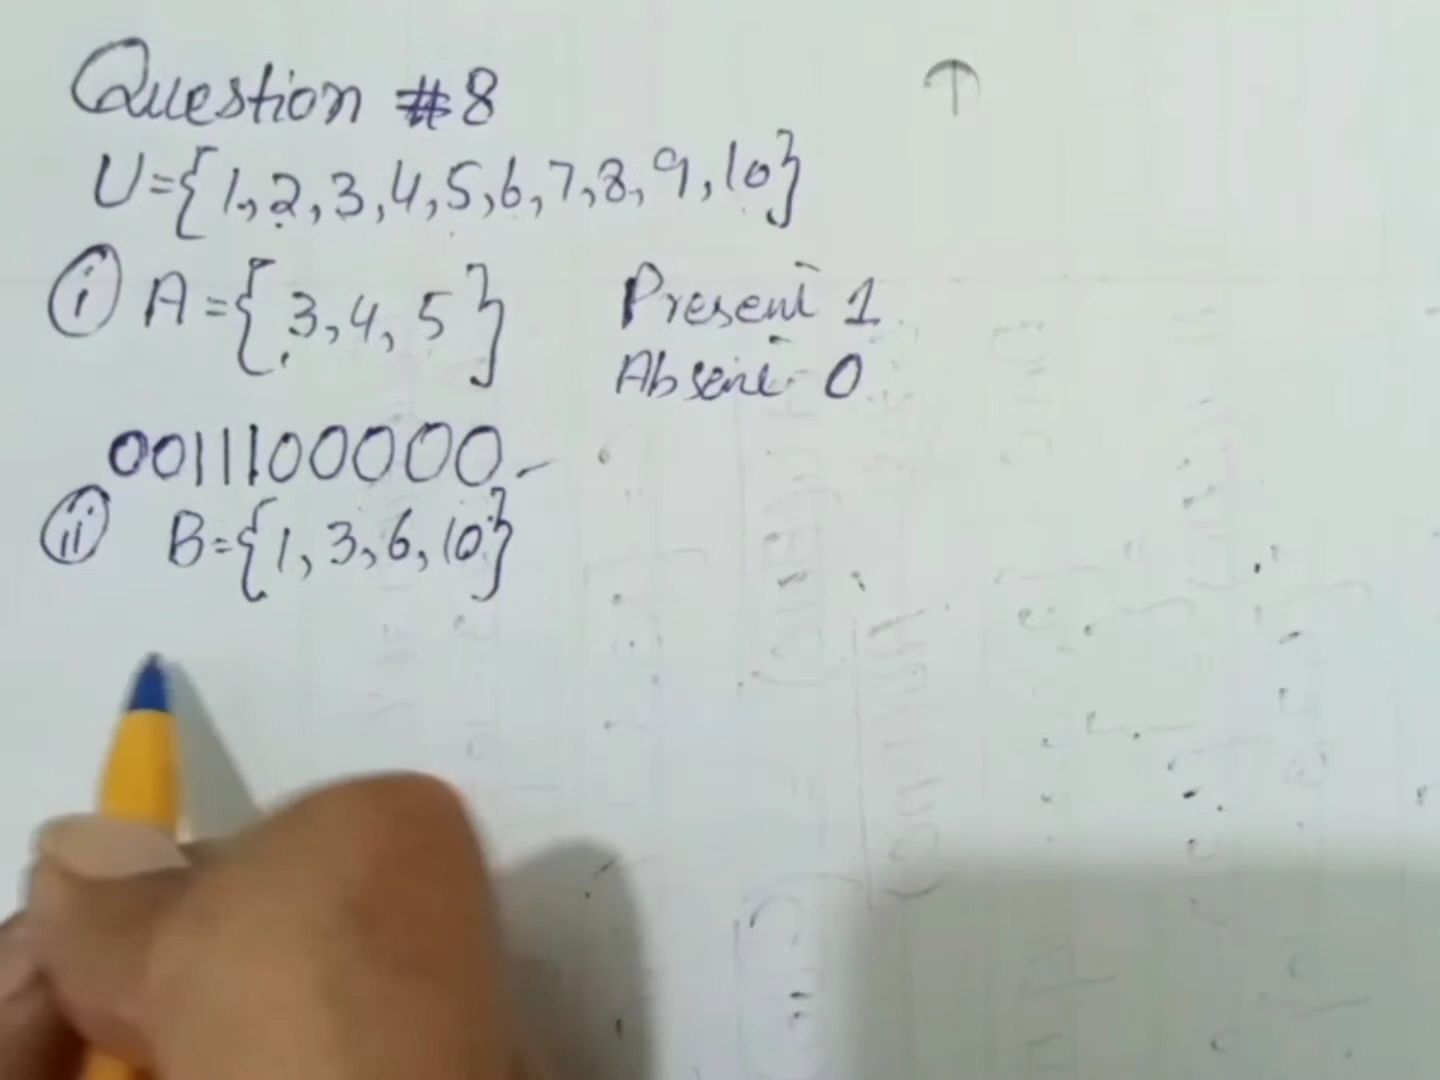 Question #8
U={1,2,3,4,5,6,7,8,9,10}
i A={3,4,5}
Present 1
Absent 0
0011100000
ii B={1,3,6,10}